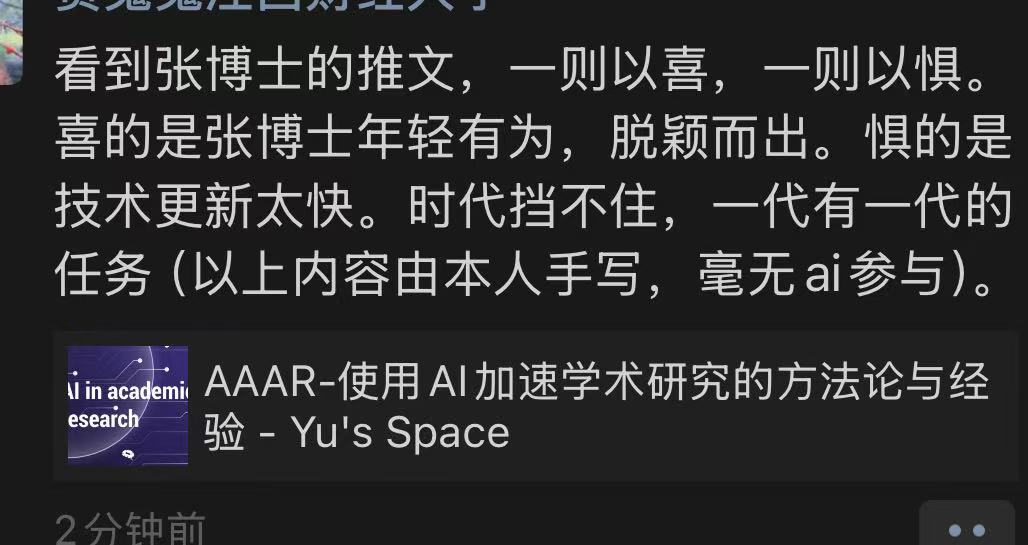 看到张博士的推文，一则以喜，一则以惧。
喜的是张博士年轻有为，脱颖而出。惧的是
技术更新太快。时代挡不住，一代有一代的
任务（以上内容由本人手写，毫无ai参与）。
AI in academic
esearch
AAAR-使用AI加速学术研究的方法论与经
验 - Yu's Space
2分钟前